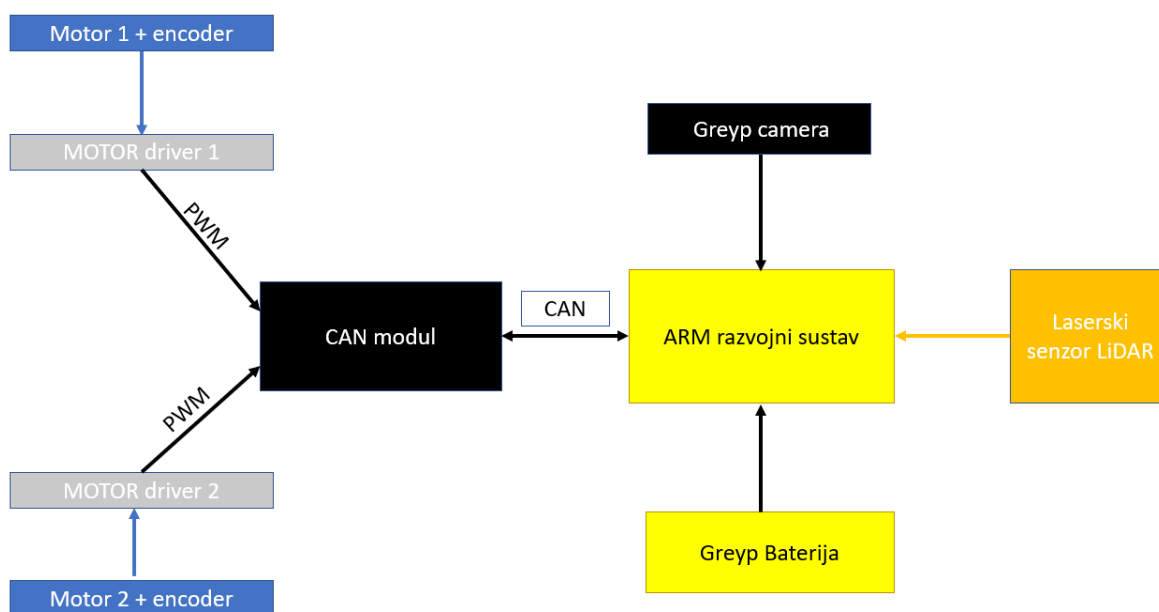 Motor 1 + encoder
MOTOR driver 1
PWM
Greyp camera
CAN modul
CAN
ARM razvojni sustav
Laserski
senzor LiDAR
PWM
MOTOR driver 2
Greyp Baterija
Motor 2 + encoder